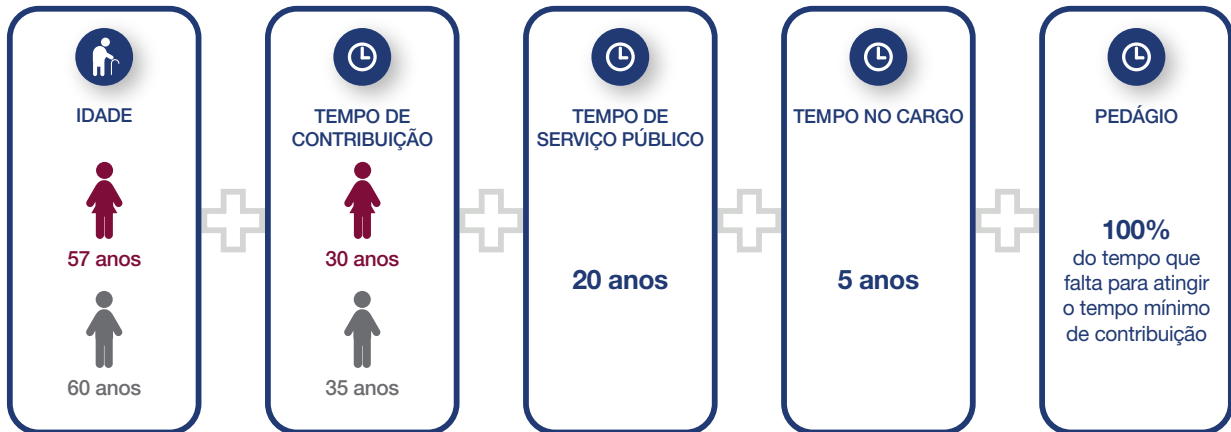 IDADE
57 anos
60 anos
TEMPO DE
CONTRIBUIÇÃO
30 anos
35 anos
TEMPO DE
SERVIÇO PÚBLICO
20 anos
TEMPO NO CARGO
5 anos
PEDÁGIO
100%
do tempo que
falta para atingir
o tempo mínimo
de contribuição